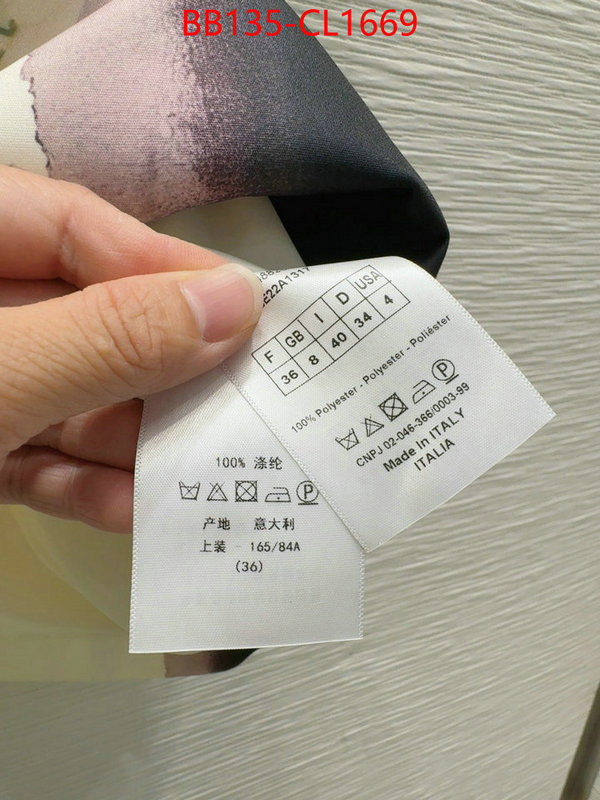 BB135-CL1669
F GB I D USA
36 8 40 34 4
100% Polyester - Polyester - Poliéster
CNPJ 02-046-366/0003-99
Made in ITALY
ITALIA
100% 涤纶
P
产地 - 意大利
上装 - 165/84A
(36)